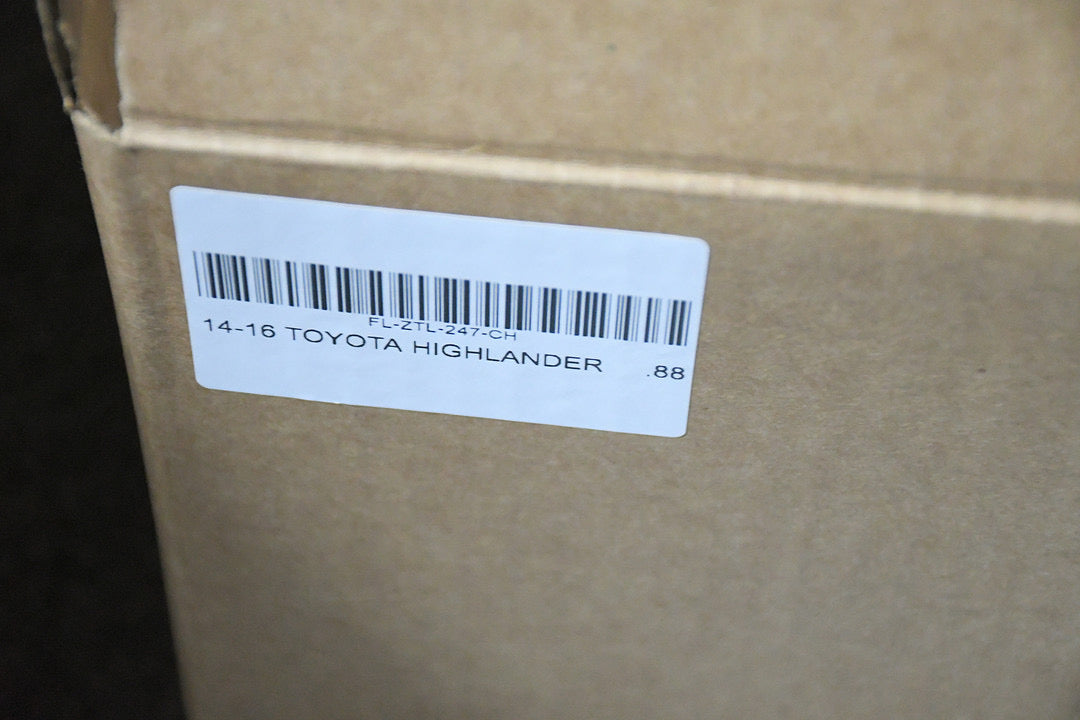 FL-ZTL-247-CH
14-16 TOYOTA HIGHLANDER .88